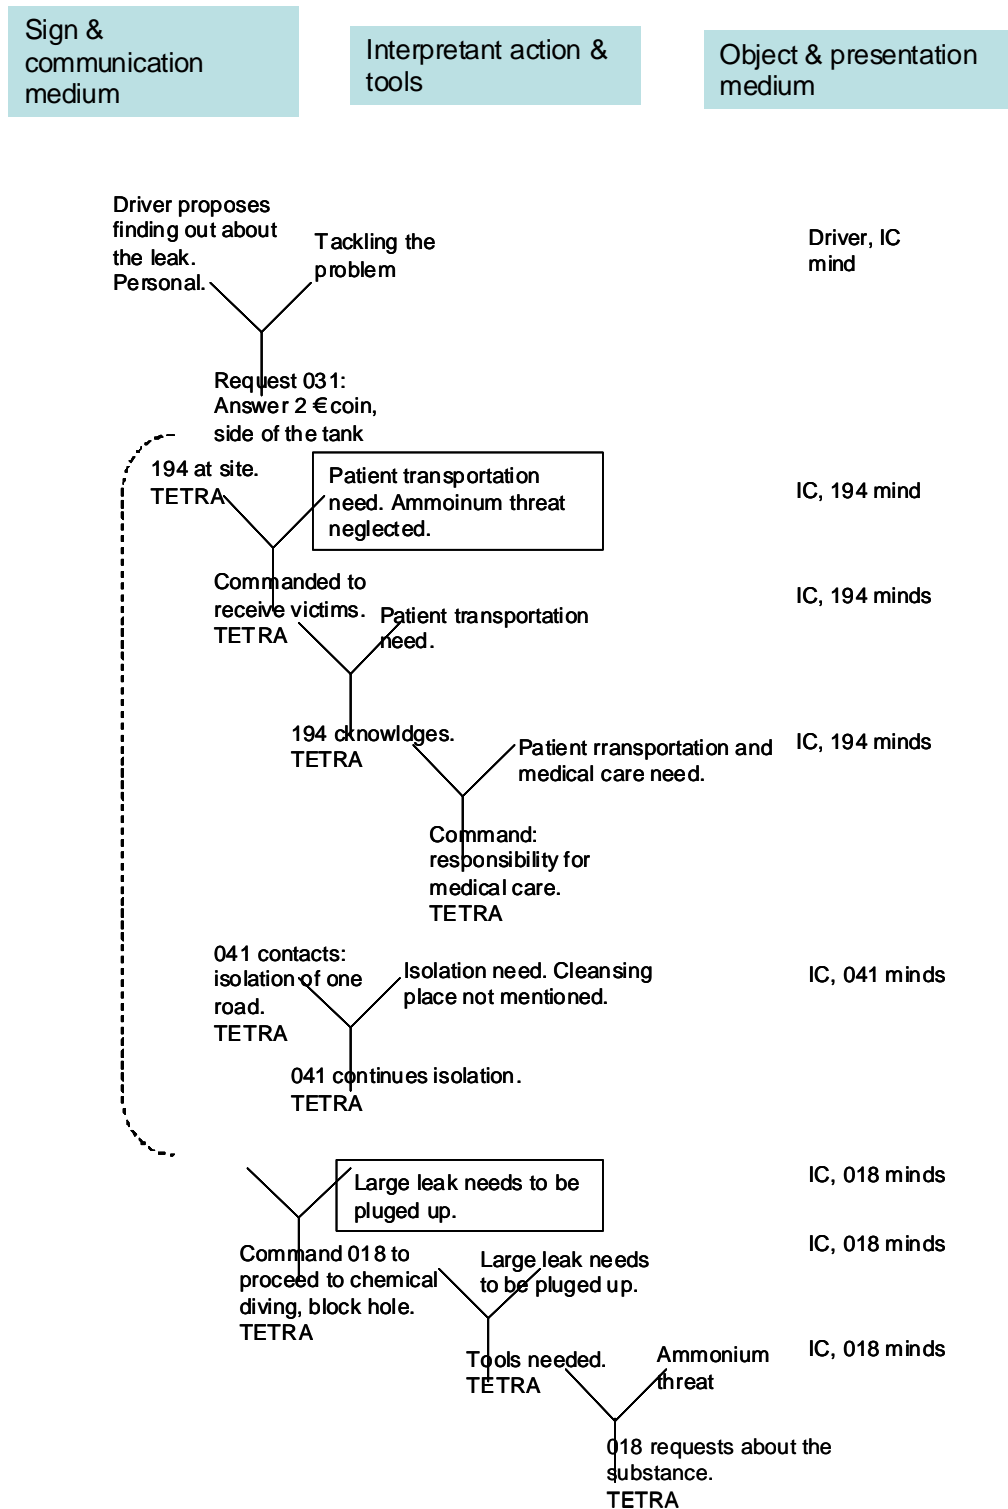 Sign &
communication
medium
Interpretant action &
tools
Object & presentation
medium
Driver proposes
finding out about
the leak.
Personal.
Tackling the
problem
Driver, IC
mind
Request 031:
Answer 2 € coin,
side of the tank
194 at site.
TETRA
Patient transportation
need. Ammoinum threat
neglected.
IC, 194 mind
Commanded to
receive victims.
TETRA
Patient transportation
need.
IC, 194 minds
194 cknowldges.
TETRA
Patient rransportation and
medical care need.
IC, 194 minds
Command:
responsibility for
medical care.
TETRA
041 contacts:
isolation of one
road.
TETRA
Isolation need. Cleansing
place not mentioned.
IC, 041 minds
041 continues isolation.
TETRA
Large leak needs to be
pluged up.
IC, 018 minds
Command 018 to
proceed to chemical
diving, block hole.
TETRA
Large leak needs
to be pluged up.
IC, 018 minds
Tools needed.
TETRA
Ammonium
threat
IC, 018 minds
018 requests about the
substance.
TETRA